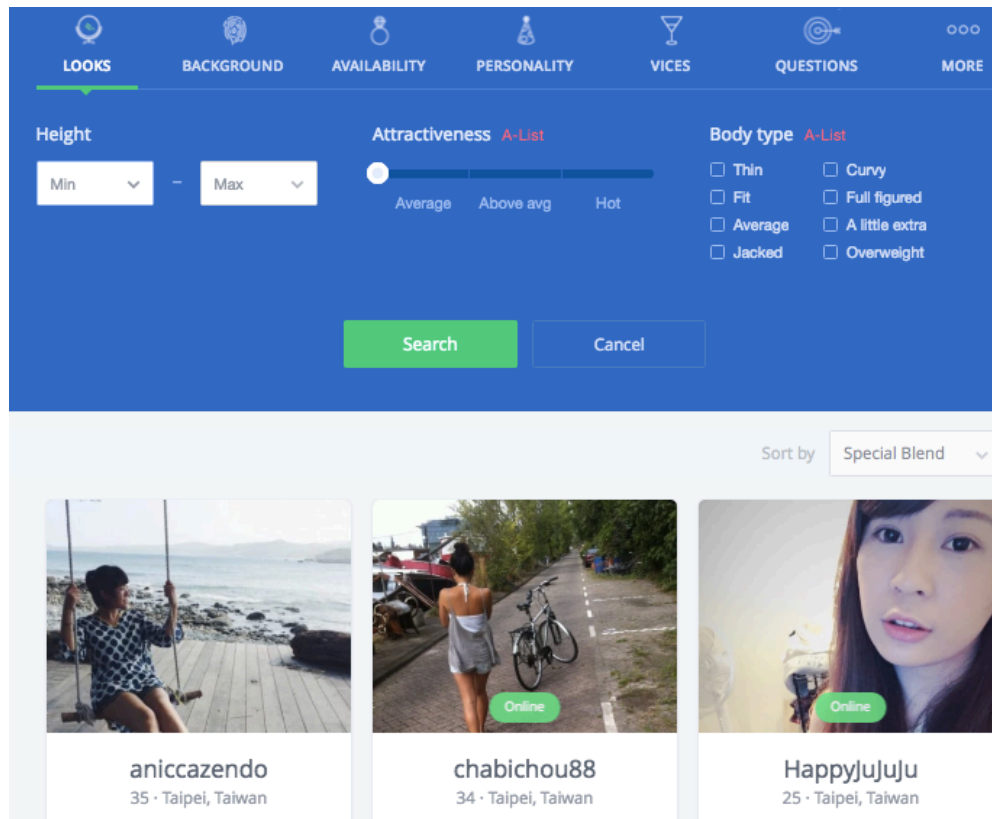 LOOKS BACKGROUND AVAILABILITY PERSONALITY VICES QUESTIONS MORE
Height Attractiveness A-List Body type A-List
Min – Max
Average Above avg Hot
Thin Curvy
Fit Full figured
Average A little extra
Jacked Overweight
Search Cancel
Sort by Special Blend
Online Online
aniccazendo chabichou88 HappyJuJuJu
35 · Taipei, Taiwan 34 · Taipei, Taiwan 25 · Taipei, Taiwan